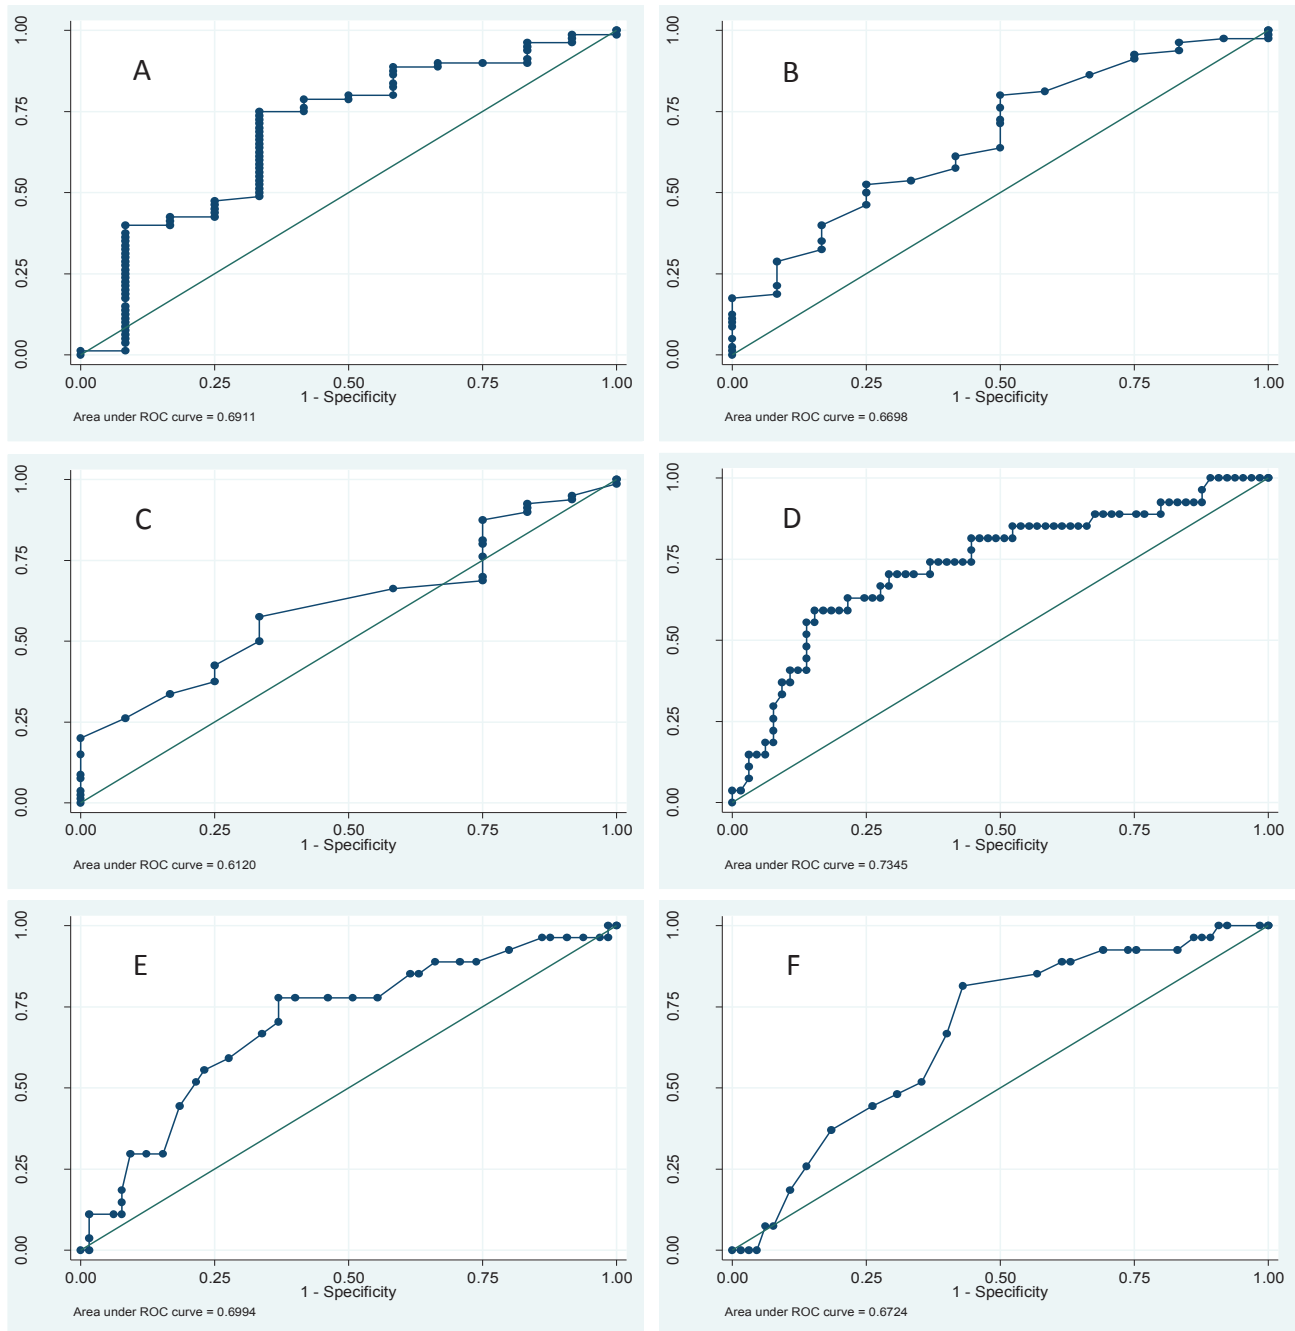 A
1.00
0.75
0.50
0.25
0.00
0.00 0.25 0.50 0.75 1.00
1 - Specificity
Area under ROC curve = 0.6911
B
1.00
0.75
0.50
0.25
0.00
0.00 0.25 0.50 0.75 1.00
1 - Specificity
Area under ROC curve = 0.6698
C
1.00
0.75
0.50
0.25
0.00
0.00 0.25 0.50 0.75 1.00
1 - Specificity
Area under ROC curve = 0.6120
D
1.00
0.75
0.50
0.25
0.00
0.00 0.25 0.50 0.75 1.00
1 - Specificity
Area under ROC curve = 0.7345
E
1.00
0.75
0.50
0.25
0.00
0.00 0.25 0.50 0.75 1.00
1 - Specificity
Area under ROC curve = 0.6994
F
1.00
0.75
0.50
0.25
0.00
0.00 0.25 0.50 0.75 1.00
1 - Specificity
Area under ROC curve = 0.6724